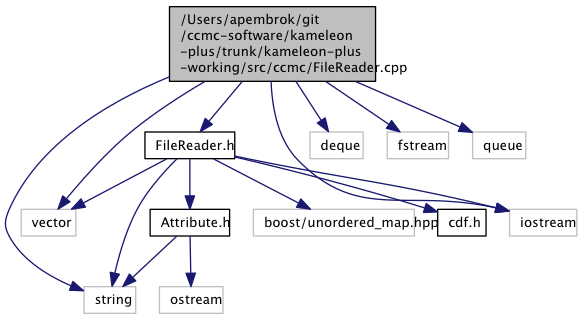 /Users/apembrok/git
/ccmc-software/kameleon
-plus/trunk/kameleon-plus
-working/src/ccmc/FileReader.cpp
FileReader.h
deque
fstream
queue
vector
Attribute.h
boost/unordered_map.hpp
cdf.h
iostream
string
ostream